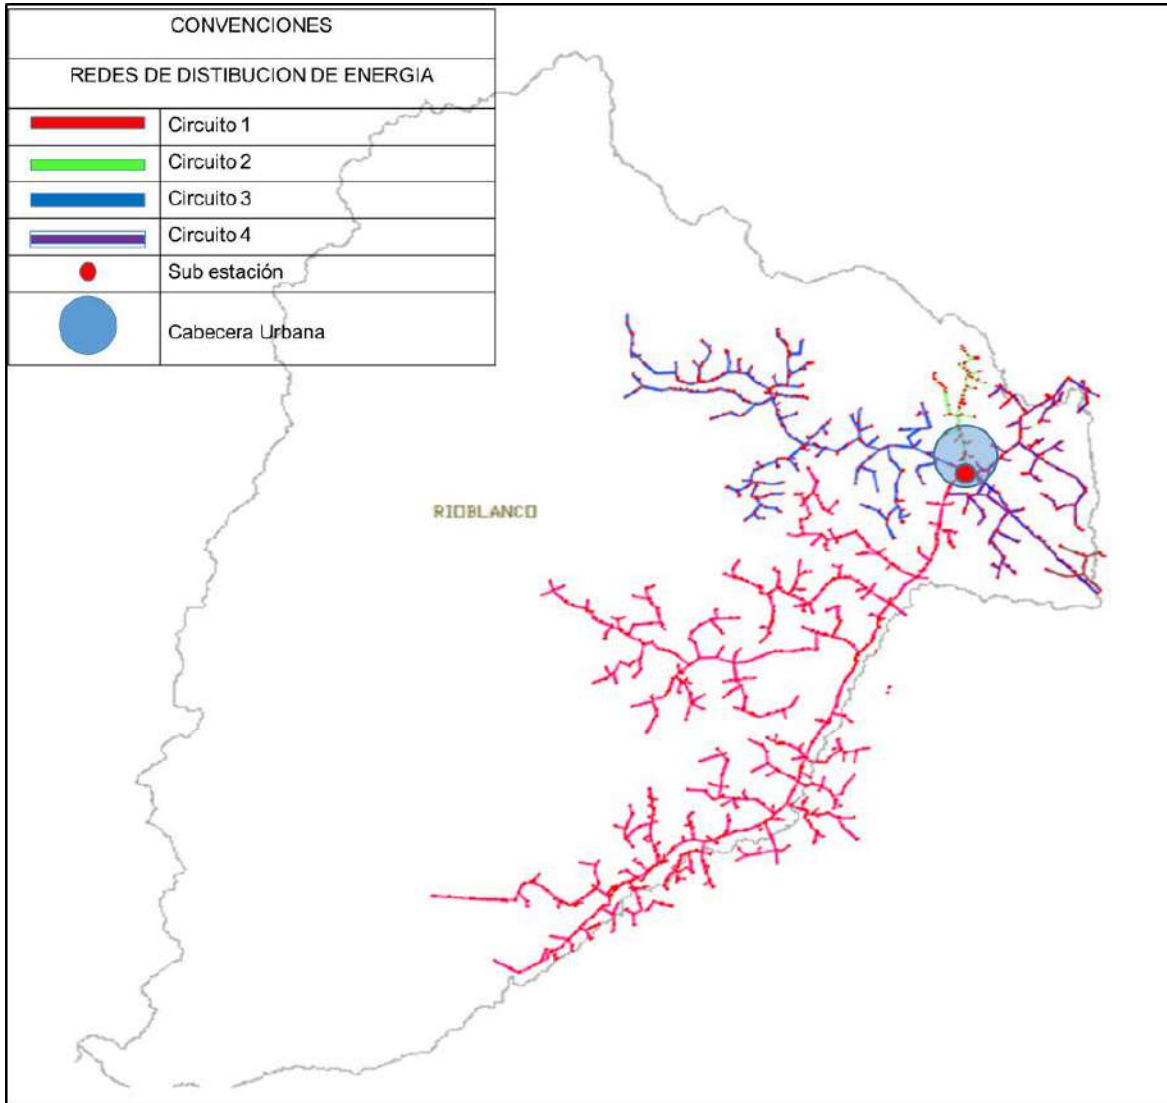 CONVENCIONES
REDES DE DISTIBUCION DE ENERGIA
Circuito 1
Circuito 2
Circuito 3
Circuito 4
Sub estación
Cabecera Urbana
RIOBLANCO